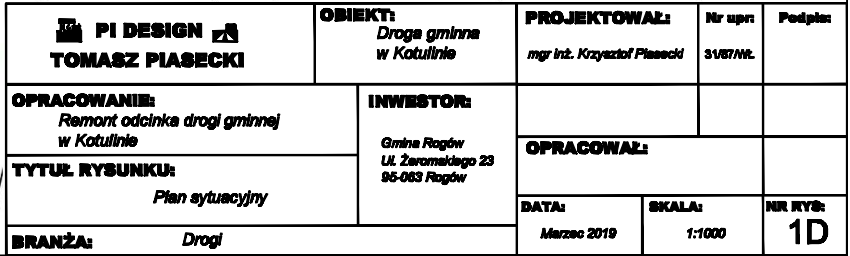 PI DESIGN
TOMASZ PIASECKI
OBIEKT:
Droga gminna
w Kotulinie
PROJEKTOWAŁ:
mgr inż. Krzysztof Piasecki
Nr upr:
31/87/WŁ
Podpis:
OPRACOWANIE:
Remont odcinka drogi gminnej
w Kotulinie
INWESTOR:
Gmina Rogów
Ul. Żeromskiego 23
95-063 Rogów
OPRACOWAŁ:
TYTUŁ RYSUNKU:
Plan sytuacyjny
DATA:
Marzec 2019
SKALA:
1:1000
NR RYS:
1D
BRANŻA:
Drogi